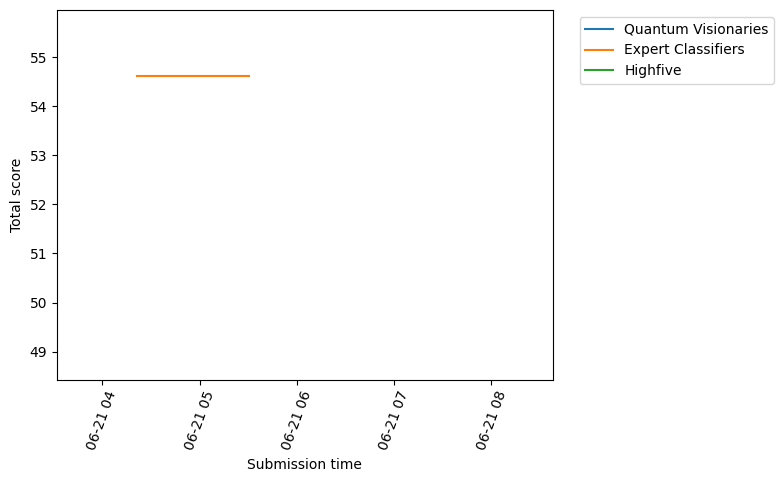 Quantum Visionaries
Expert Classifiers
Highfive
Total score
55
54
53
52
51
50
49
06-21 04
06-21 05
06-21 06
06-21 07
06-21 08
Submission time